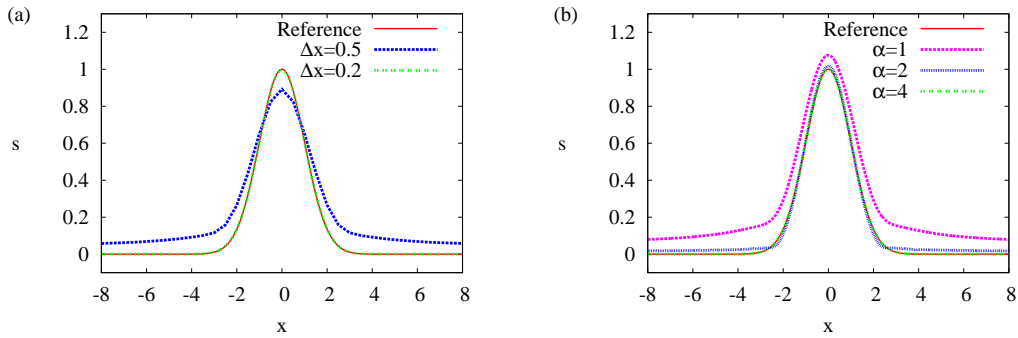 (a)
1.2
1
0.8
0.6
0.4
0.2
0
s
-8 -6 -4 -2 0 2 4 6 8
x
Reference
Δx=0.5
Δx=0.2
(b)
1.2
1
0.8
0.6
0.4
0.2
0
s
-8 -6 -4 -2 0 2 4 6 8
x
Reference
α=1
α=2
α=4